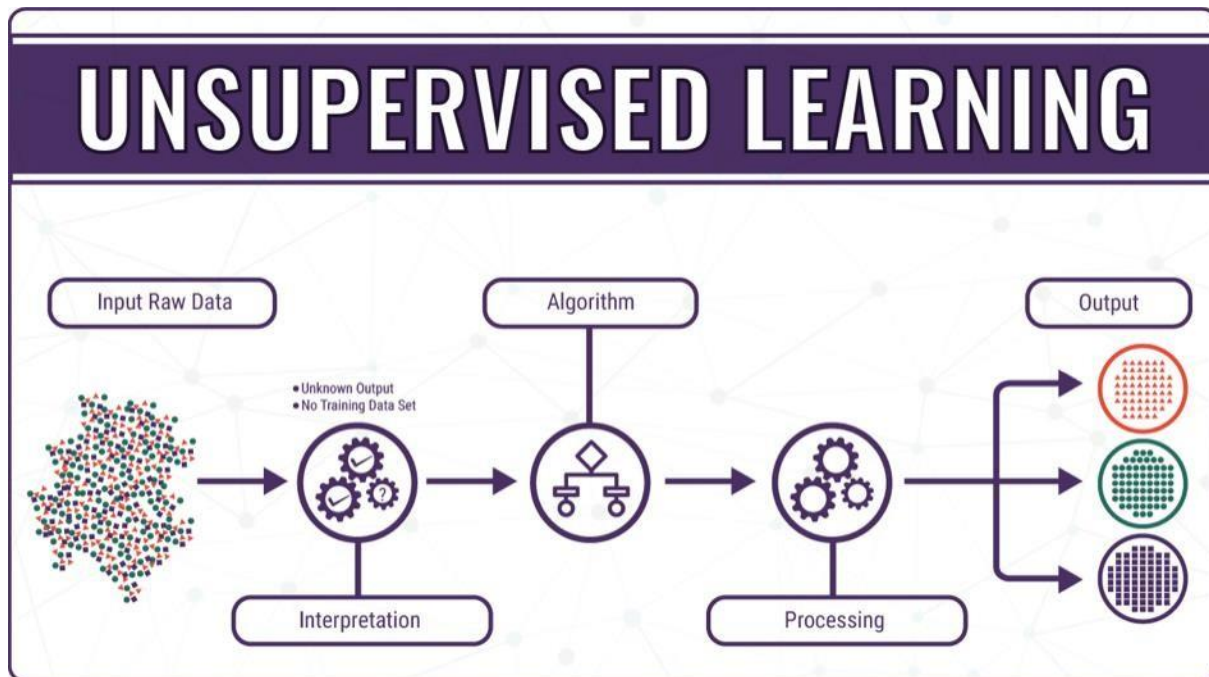 UNSUPERVISED LEARNING
Input Raw Data
Algorithm
Output
• Unknown Output
• No Training Data Set
?
Interpretation
Processing